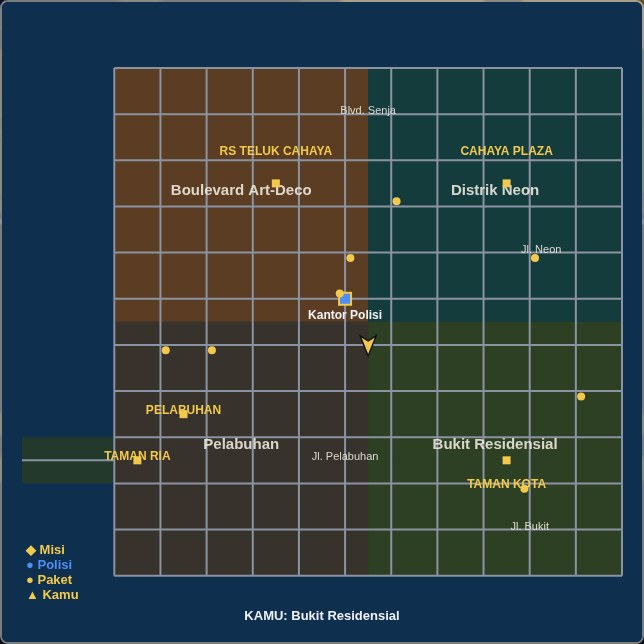 Blvd. Senja
RS TELUK CAHAYA
CAHAYA PLAZA
Boulevard Art-Deco
Distrik Neon
Jl. Neon
Kantor Polisi
PELABUHAN
Pelabuhan
Bukit Residensial
TAMAN RIA
Jl. Pelabuhan
TAMAN KOTA
Jl. Bukit
◆ Misi
● Polisi
● Paket
▲ Kamu
KAMU: Bukit Residensial